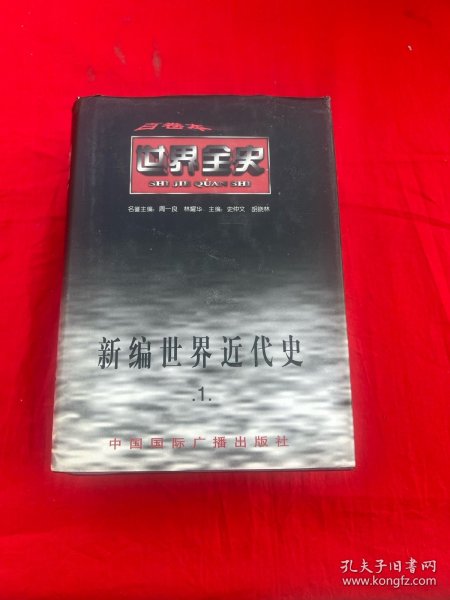 百卷本
世界全史
SHI JIE QUAN SHI
名誉主编：周一良 林耀华 主编：史仲文 胡晓林
新编世界近代史
.1.
中国国际广播出版社
孔夫子旧书网
www.kongfz.com